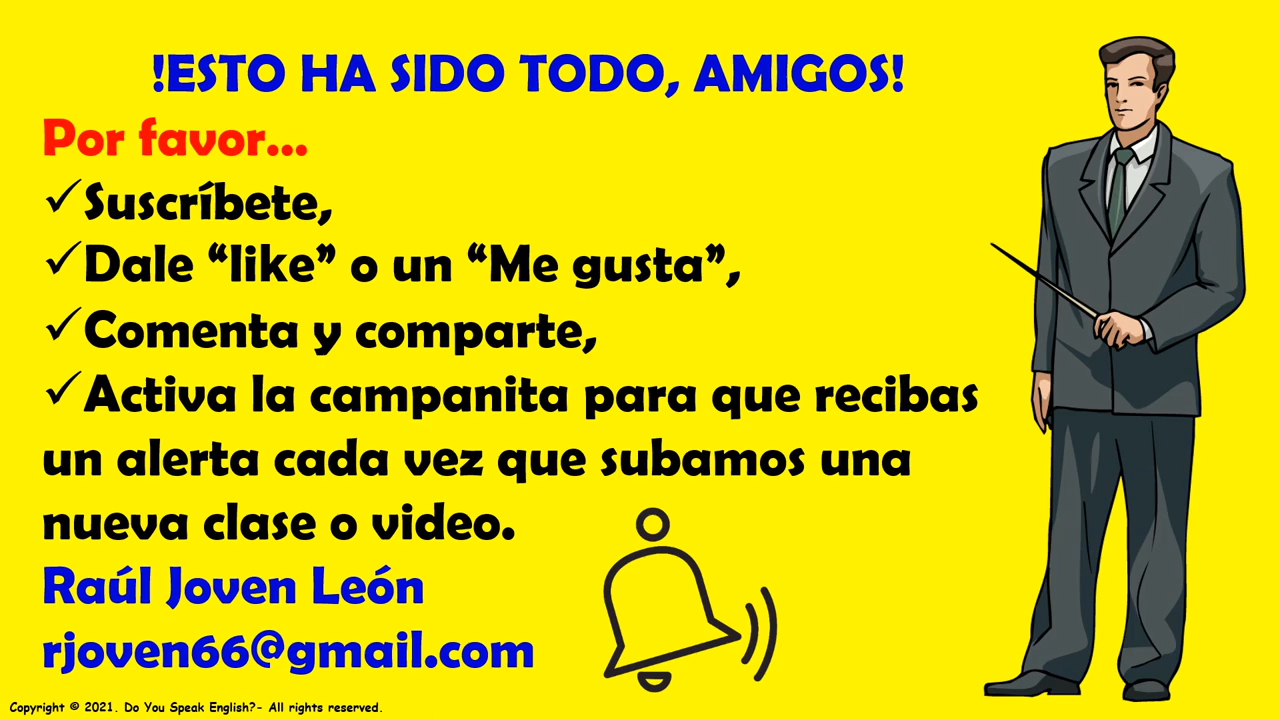 !ESTO HA SIDO TODO, AMIGOS!
Por favor...
✓Suscríbete,
✓Dale “like” o un “Me gusta”,
✓Comenta y comparte,
✓Activa la campanita para que recibas
un alerta cada vez que subamos una
nueva clase o video.
Raúl Joven León
rjoven66@gmail.com
Copyright © 2021. Do You Speak English?- All rights reserved.